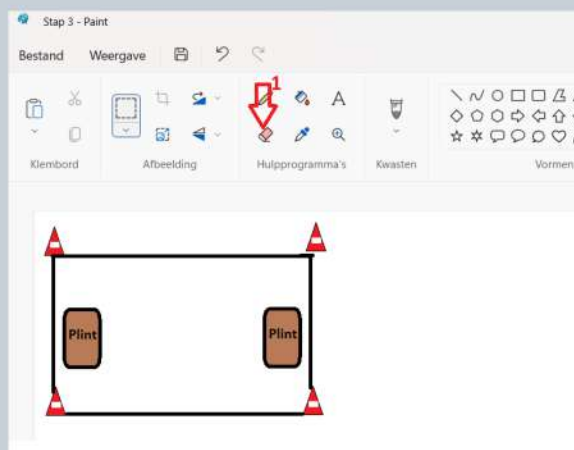 Stap 3 - Paint
Bestand Weergave
1
A
Klembord Afbeelding Hulpprogramma's Kwasten Vormen
Plint Plint